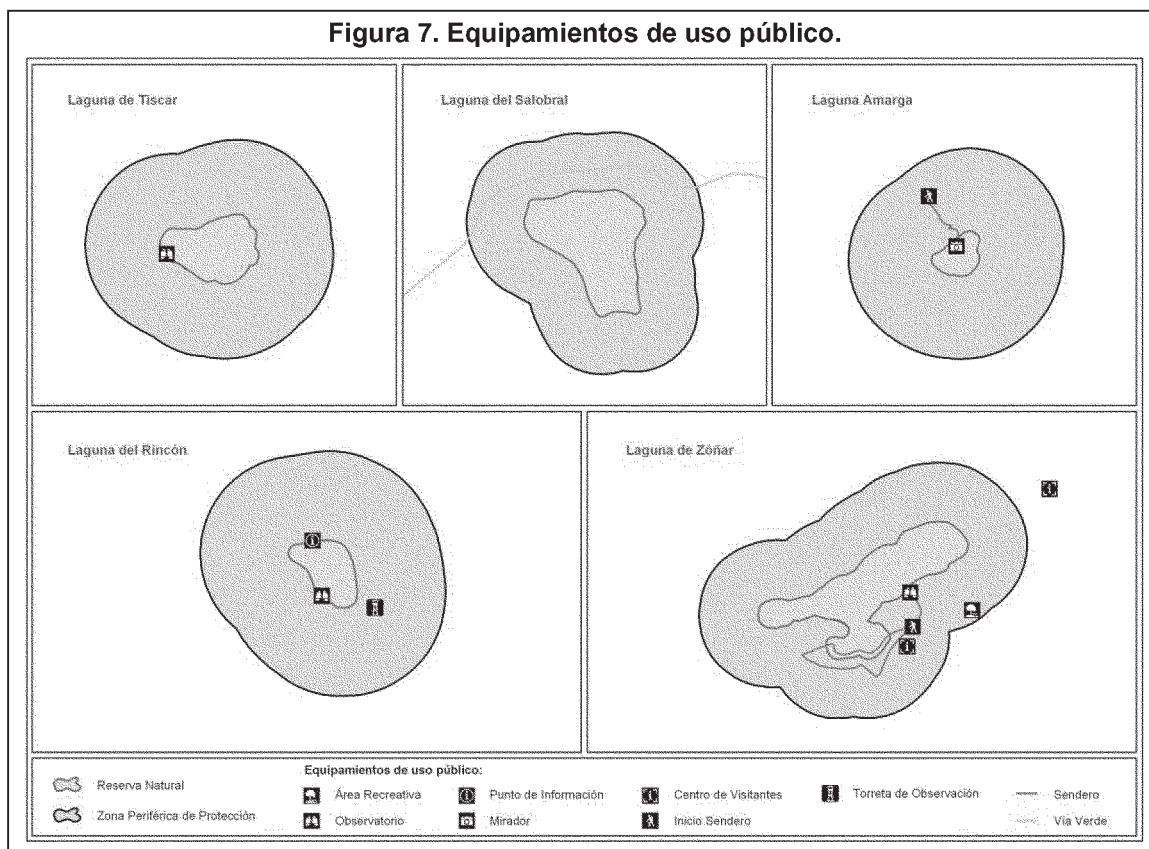 Figura 7. Equipamientos de uso público.
Laguna de Tíscar
Laguna del Salobral
Laguna Amarga
Laguna del Rincón
Laguna de Zóñar
Reserva Natural
Zona Periférica de Protección
Equipamientos de uso público:
Área Recreativa
Punto de Información
Centro de Visitantes
Torreta de Observación
Sendero
Observatorio
Mirador
Inicio Sendero
Vía Verde